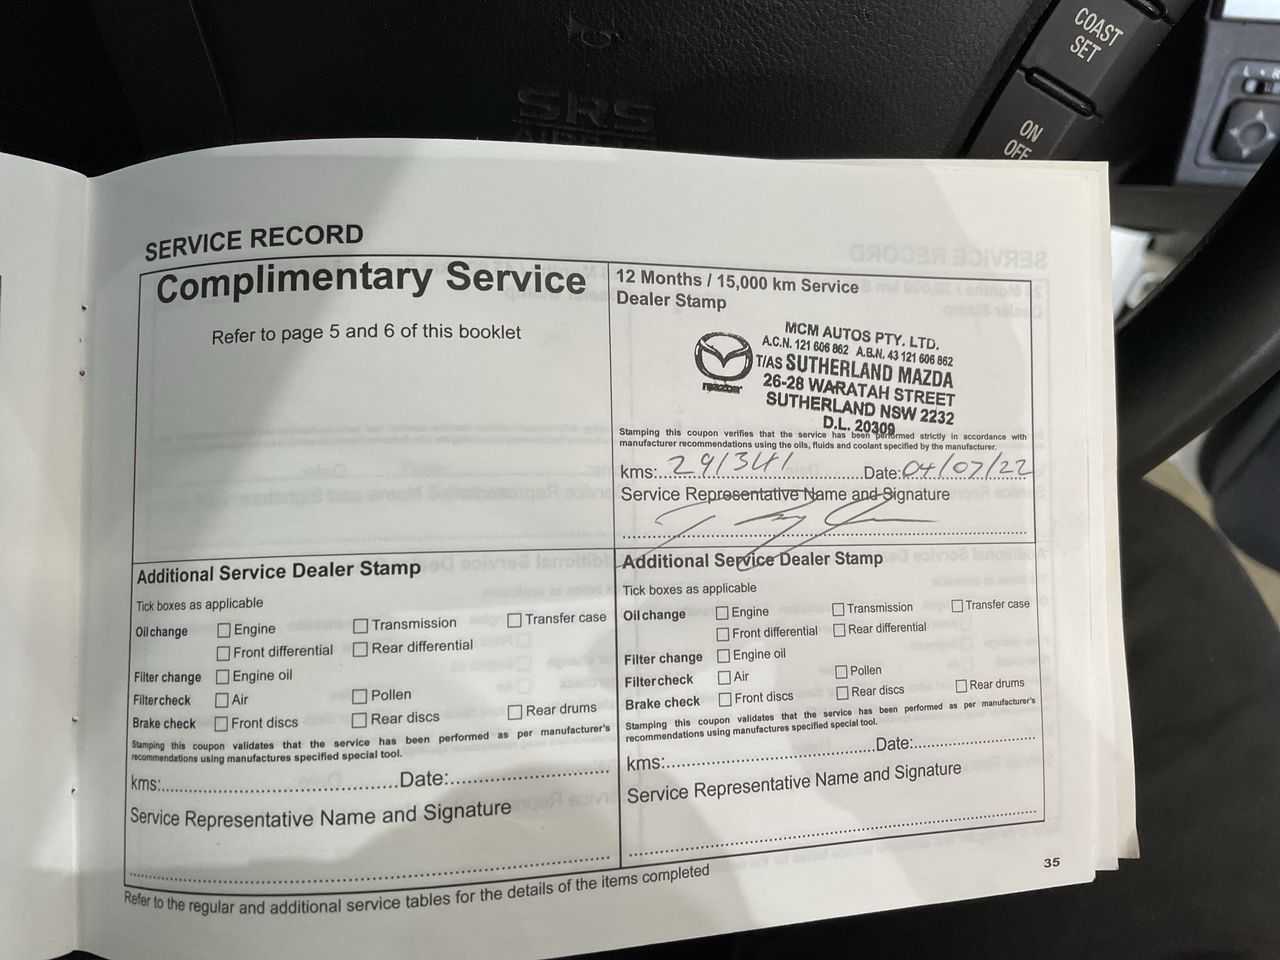 COAST
SET
ON
OFF
SRS
AIRBAG
SERVICE RECORD
Complimentary Service
Refer to page 5 and 6 of this booklet
12 Months / 15,000 km Service
Dealer Stamp
MCM AUTOS PTY. LTD.
A.C.N. 121 606 862 A.B.N. 43 121 606 862
T/AS SUTHERLAND MAZDA
mazda
26-28 WARATAH STREET
SUTHERLAND NSW 2232
D.L. 20309
Stamping this coupon verifies that the service has been performed strictly in accordance with
manufacturer recommendations using the oils, fluids and coolant specified by the manufacturer.
kms: 29/341 Date: 04/07/22
Service Representative Name and Signature
Additional Service Dealer Stamp
Tick boxes as applicable
Oil change Engine Transmission Transfer case
Front differential Rear differential
Filter change Engine oil
Filter check Air Pollen
Brake check Front discs Rear discs Rear drums
Stamping this coupon validates that the service has been performed as per manufacturer's
recommendations using manufactures specified special tool.
kms: Date:
Service Representative Name and Signature
Additional Service Dealer Stamp
Tick boxes as applicable
Oil change Engine Transmission Transfer case
Front differential Rear differential
Filter change Engine oil
Filter check Air Pollen
Brake check Front discs Rear discs Rear drums
Stamping this coupon validates that the service has been performed as per manufacturer's
recommendations using manufactures specified special tool.
kms: Date:
Service Representative Name and Signature
Refer to the regular and additional service tables for the details of the items completed
35